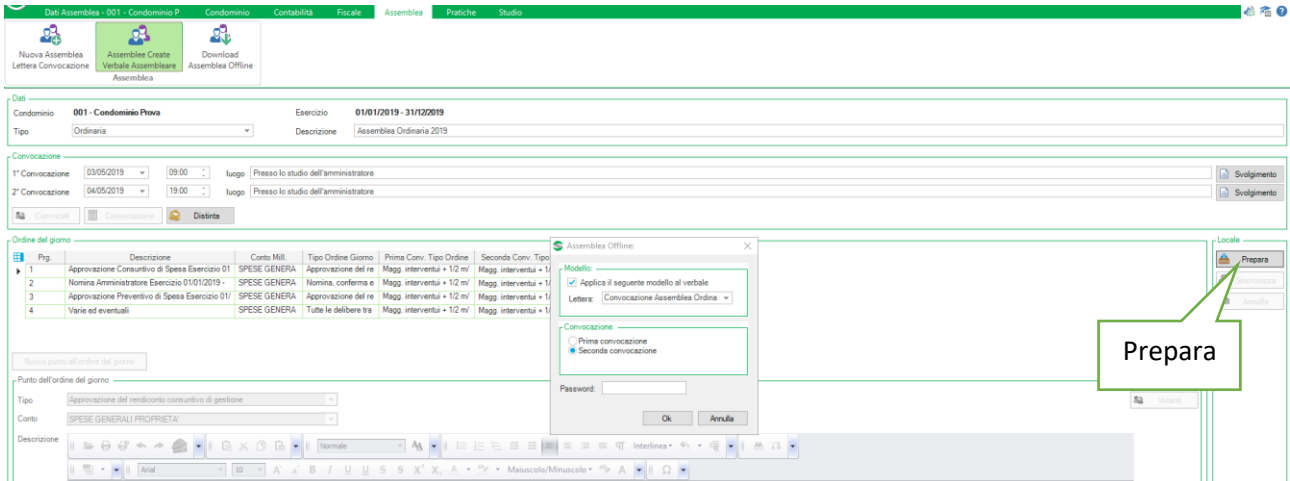 Dati Assemblea - 001 - Condominio P Condominio Contabilità Fiscale Assemblea Pratiche Studio
Nuova Assemblea Assemblee Create Download
Lettera Convocazione Verbale Assembleare Assemblea Offline
Assemblea
Dati
Condominio 001 - Condominio Prova Esercizio 01/01/2019 - 31/12/2019
Tipo Ordinaria Descrizione Assemblea Ordinaria 2019
Convocazione
1° Convocazione 03/05/2019 09:00 luogo Presso lo studio dell'amministratore Svolgimento
2° Convocazione 04/05/2019 19:00 luogo Presso lo studio dell'amministratore Svolgimento
Convocati Convocazione Distinta
Ordine del giorno
Prg. Descrizione Conto Mill. Tipo Ordine Giorno Prima Conv. Tipo Ordine Seconda Conv. Tipo
1 Approvazione Consuntivo di Spesa Esercizio 01 SPESE GENERA Approvazione del re Magg. interventui + 1/2 m/ Magg. interventui + 1/
2 Nomina Amministratore Esercizio 01/01/2019 - SPESE GENERA Nomina, conferma e Magg. interventui + 1/2 m/ Magg. interventui + 1/
3 Approvazione Preventivo di Spesa Esercizio 01/ SPESE GENERA Approvazione del re Magg. interventui + 1/2 m/ Magg. interventui + 1/
4 Varie ed eventuali SPESE GENERA Tutte le delibere tra Magg. interventui + 1/2 m/ Magg. interventui + 1/
Assemblea Offline:
Modello:
Applica il seguente modello al verbale
Lettera: Convocazione Assemblea Ordina
Convocazione:
Prima convocazione
Seconda convocazione
Password:
Ok Annulla
Locale
Prepara
Sincronizza
Annulla
Prepara
Nuovo punto all'ordine del giorno
Punto dell'ordine del giorno
Tipo Approvazione del rendiconto consuntivo di gestione Votanti
Conto SPESE GENERALI PROPRIETA'
Descrizione Normale Interlinea
Arial 10 Maiuscolo/Minuscolo